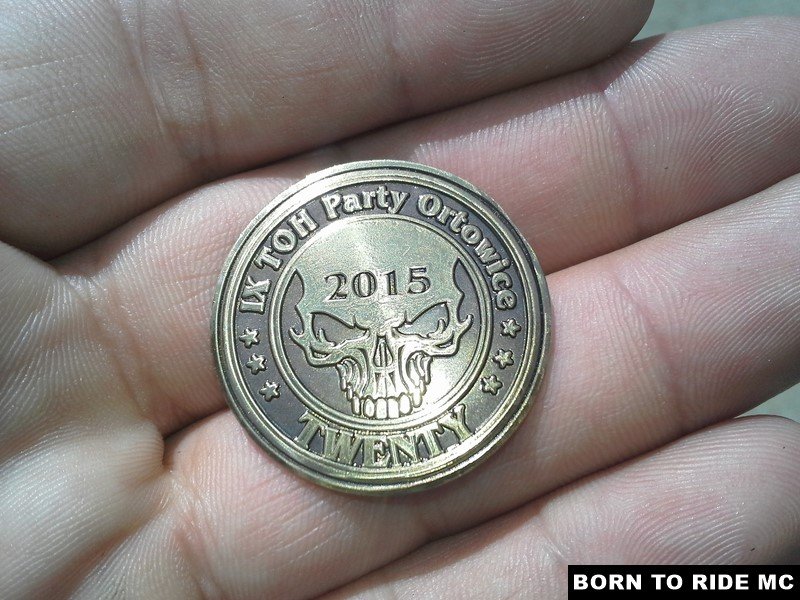 IX TOH Party Ortowice
2015
TWENTY
BORN TO RIDE MC